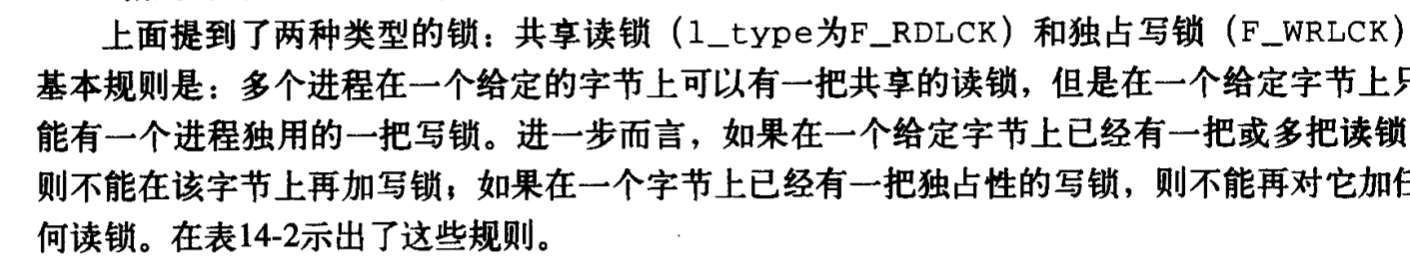 上面提到了两种类型的锁：共享读锁（l_type为F_RDLCK）和独占写锁（F_WRLCK）
基本规则是：多个进程在一个给定的字节上可以有一把共享的读锁，但是在一个给定字节上只
能有一个进程独用的一把写锁。进一步而言，如果在一个给定字节上已经有一把或多把读锁
则不能在该字节上再加写锁；如果在一个字节上已经有一把独占性的写锁，则不能再对它加任
何读锁。在表14-2示出了这些规则。